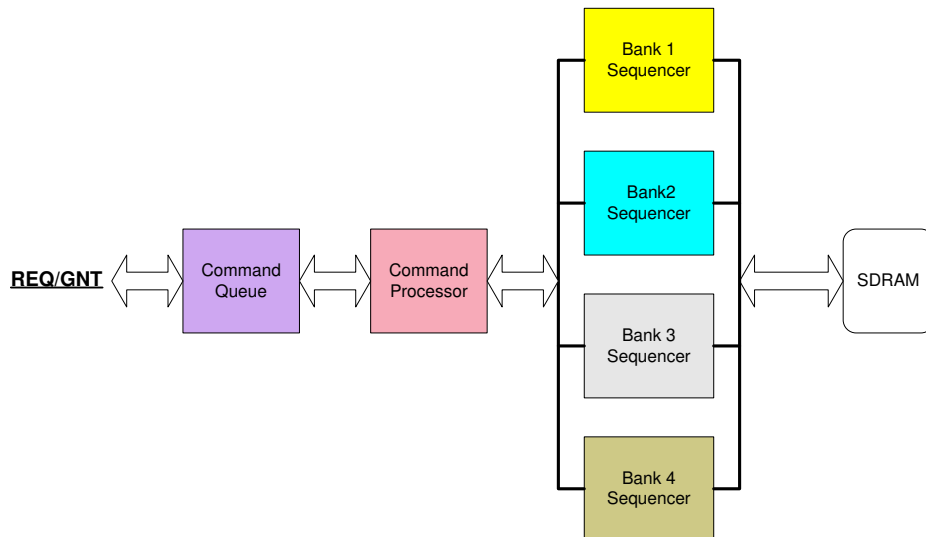 Bank 1
Sequencer
Bank2
Sequencer
REQ/GNT
Command
Queue
Command
Processor
SDRAM
Bank 3
Sequencer
Bank 4
Sequencer